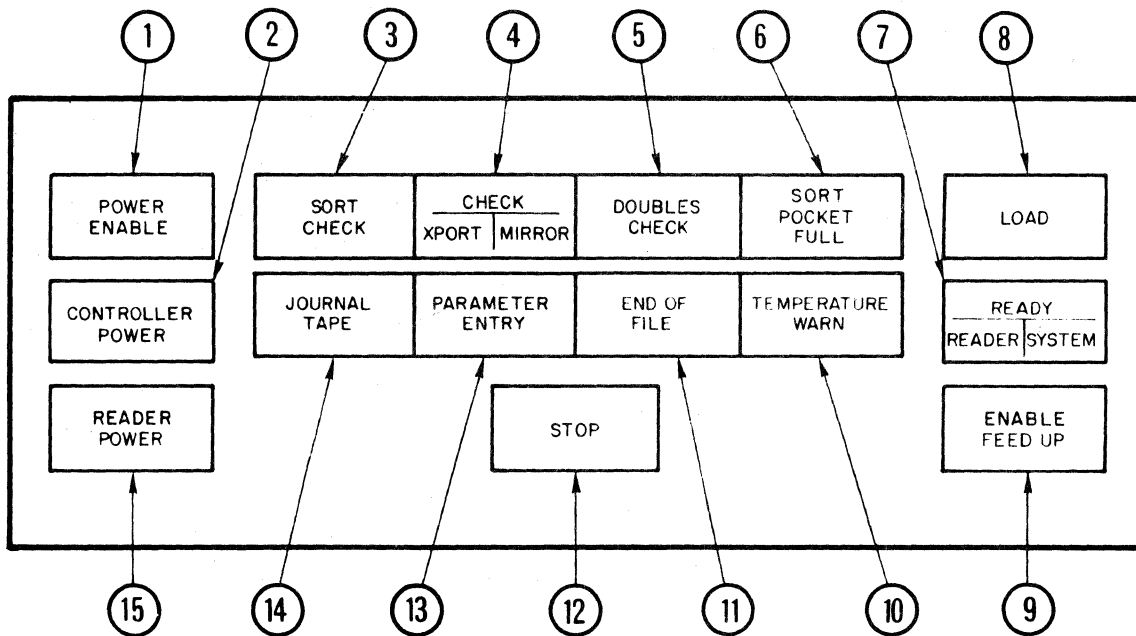 1 2 3 4 5 6 7 8
POWER
ENABLE
SORT
CHECK
CHECK
XPORT MIRROR
DOUBLES
CHECK
SORT
POCKET
FULL
LOAD
CONTROLLER
POWER
JOURNAL
TAPE
PARAMETER
ENTRY
END OF
FILE
TEMPERATURE
WARN
READY
READER SYSTEM
READER
POWER
STOP
ENABLE
FEED UP
15 14 13 12 11 10 9